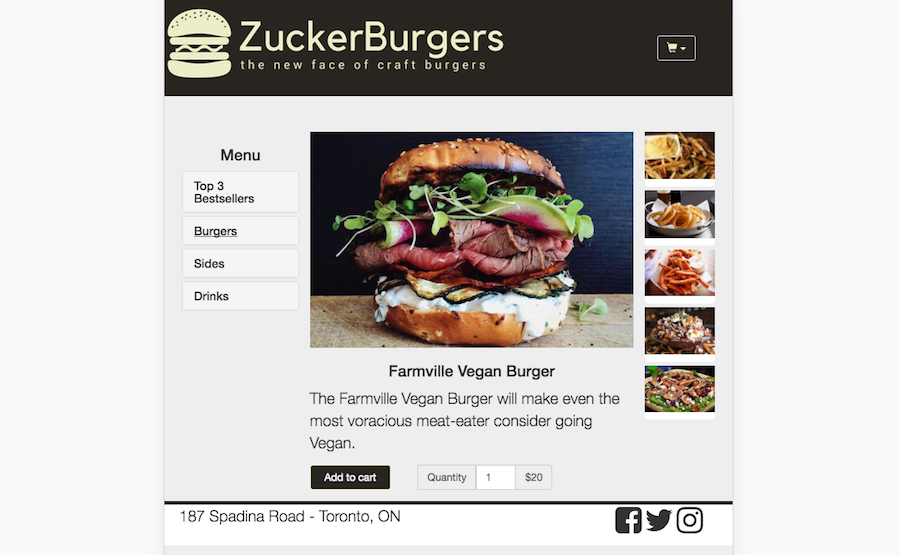 ZuckerBurgers
the new face of craft burgers
Menu
Top 3
Bestsellers
Burgers
Sides
Drinks
Farmville Vegan Burger
The Farmville Vegan Burger will make even the
most voracious meat-eater consider going
Vegan.
Add to cart Quantity 1 $20
187 Spadina Road - Toronto, ON